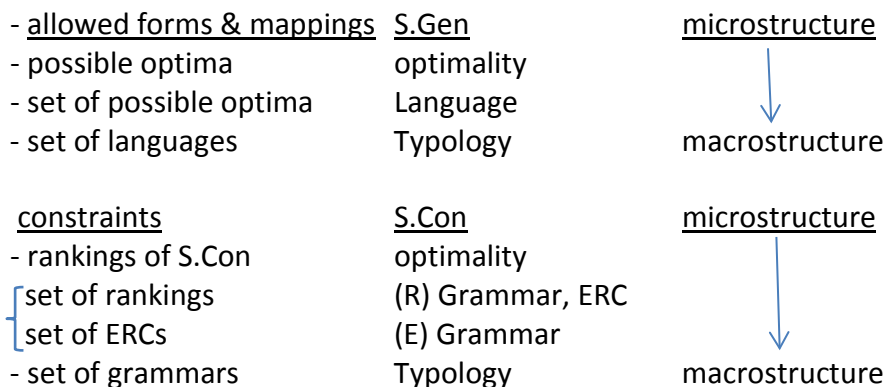 - allowed forms & mappings S.Gen microstructure
- possible optima optimality
- set of possible optima Language
- set of languages Typology macrostructure
constraints S.Con microstructure
- rankings of S.Con optimality
set of rankings (R) Grammar, ERC
set of ERCs (E) Grammar
- set of grammars Typology macrostructure